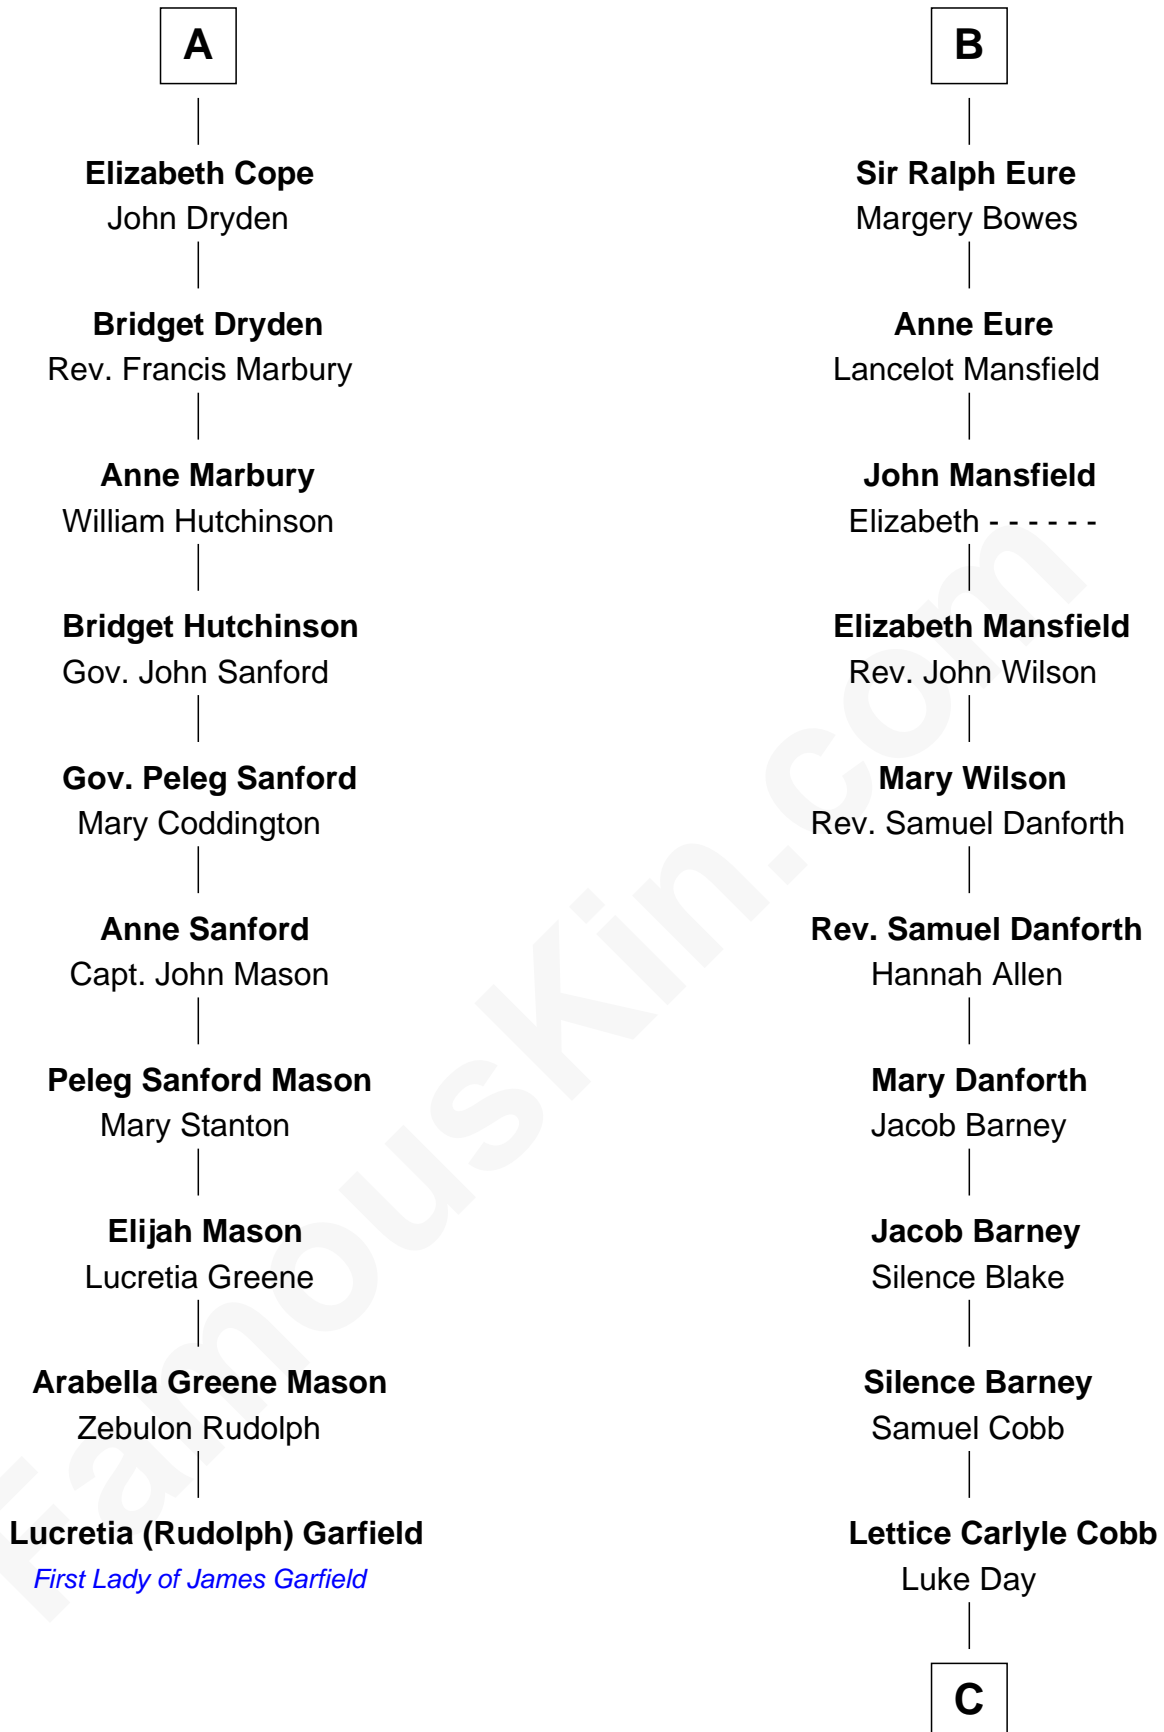 A
Elizabeth Cope
John Dryden
Bridget Dryden
Rev. Francis Marbury
Anne Marbury
William Hutchinson
Bridget Hutchinson
Gov. John Sanford
Gov. Peleg Sanford
Mary Coddington
Anne Sanford
Capt. John Mason
Peleg Sanford Mason
Mary Stanton
Elijah Mason
Lucretia Greene
Arabella Greene Mason
Zebulon Rudolph
Lucretia (Rudolph) Garfield
First Lady of James Garfield
B
Sir Ralph Eure
Margery Bowes
Anne Eure
Lancelot Mansfield
John Mansfield
Elizabeth - - - - - -
Elizabeth Mansfield
Rev. John Wilson
Mary Wilson
Rev. Samuel Danforth
Rev. Samuel Danforth
Hannah Allen
Mary Danforth
Jacob Barney
Jacob Barney
Silence Blake
Silence Barney
Samuel Cobb
Lettice Carlyle Cobb
Luke Day
C
FamousKin.com